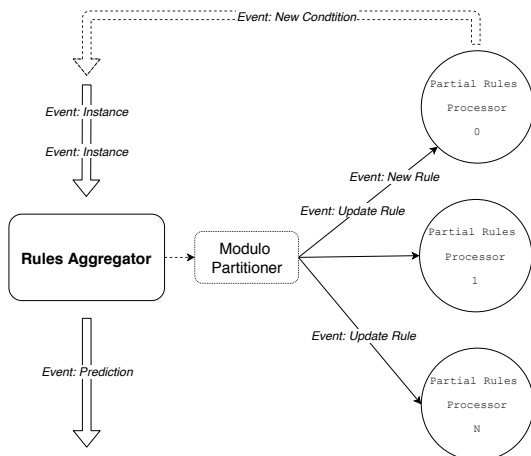 Event: New Condtition
Event: Instance
Event: Instance
Partial Rules
Processor
0
Event: New Rule
Event: Update Rule
Rules Aggregator
Modulo
Partitioner
Partial Rules
Processor
1
Event: Update Rule
Event: Prediction
Partial Rules
Processor
N